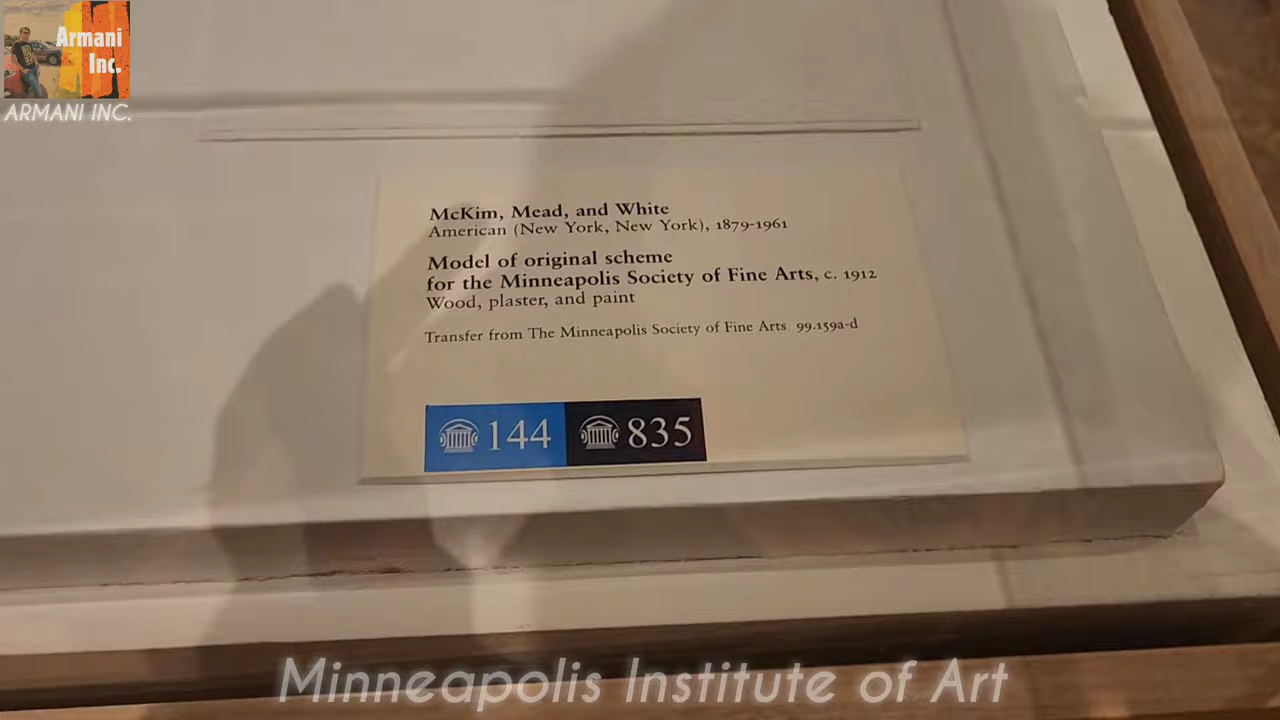 Armani
Inc.
ARMANI INC.
McKim, Mead, and White
American (New York, New York), 1879-1961
Model of original scheme
for the Minneapolis Society of Fine Arts, c. 1912
Wood, plaster, and paint
Transfer from The Minneapolis Society of Fine Arts 99.159a-d
144 835
Minneapolis Institute of Art